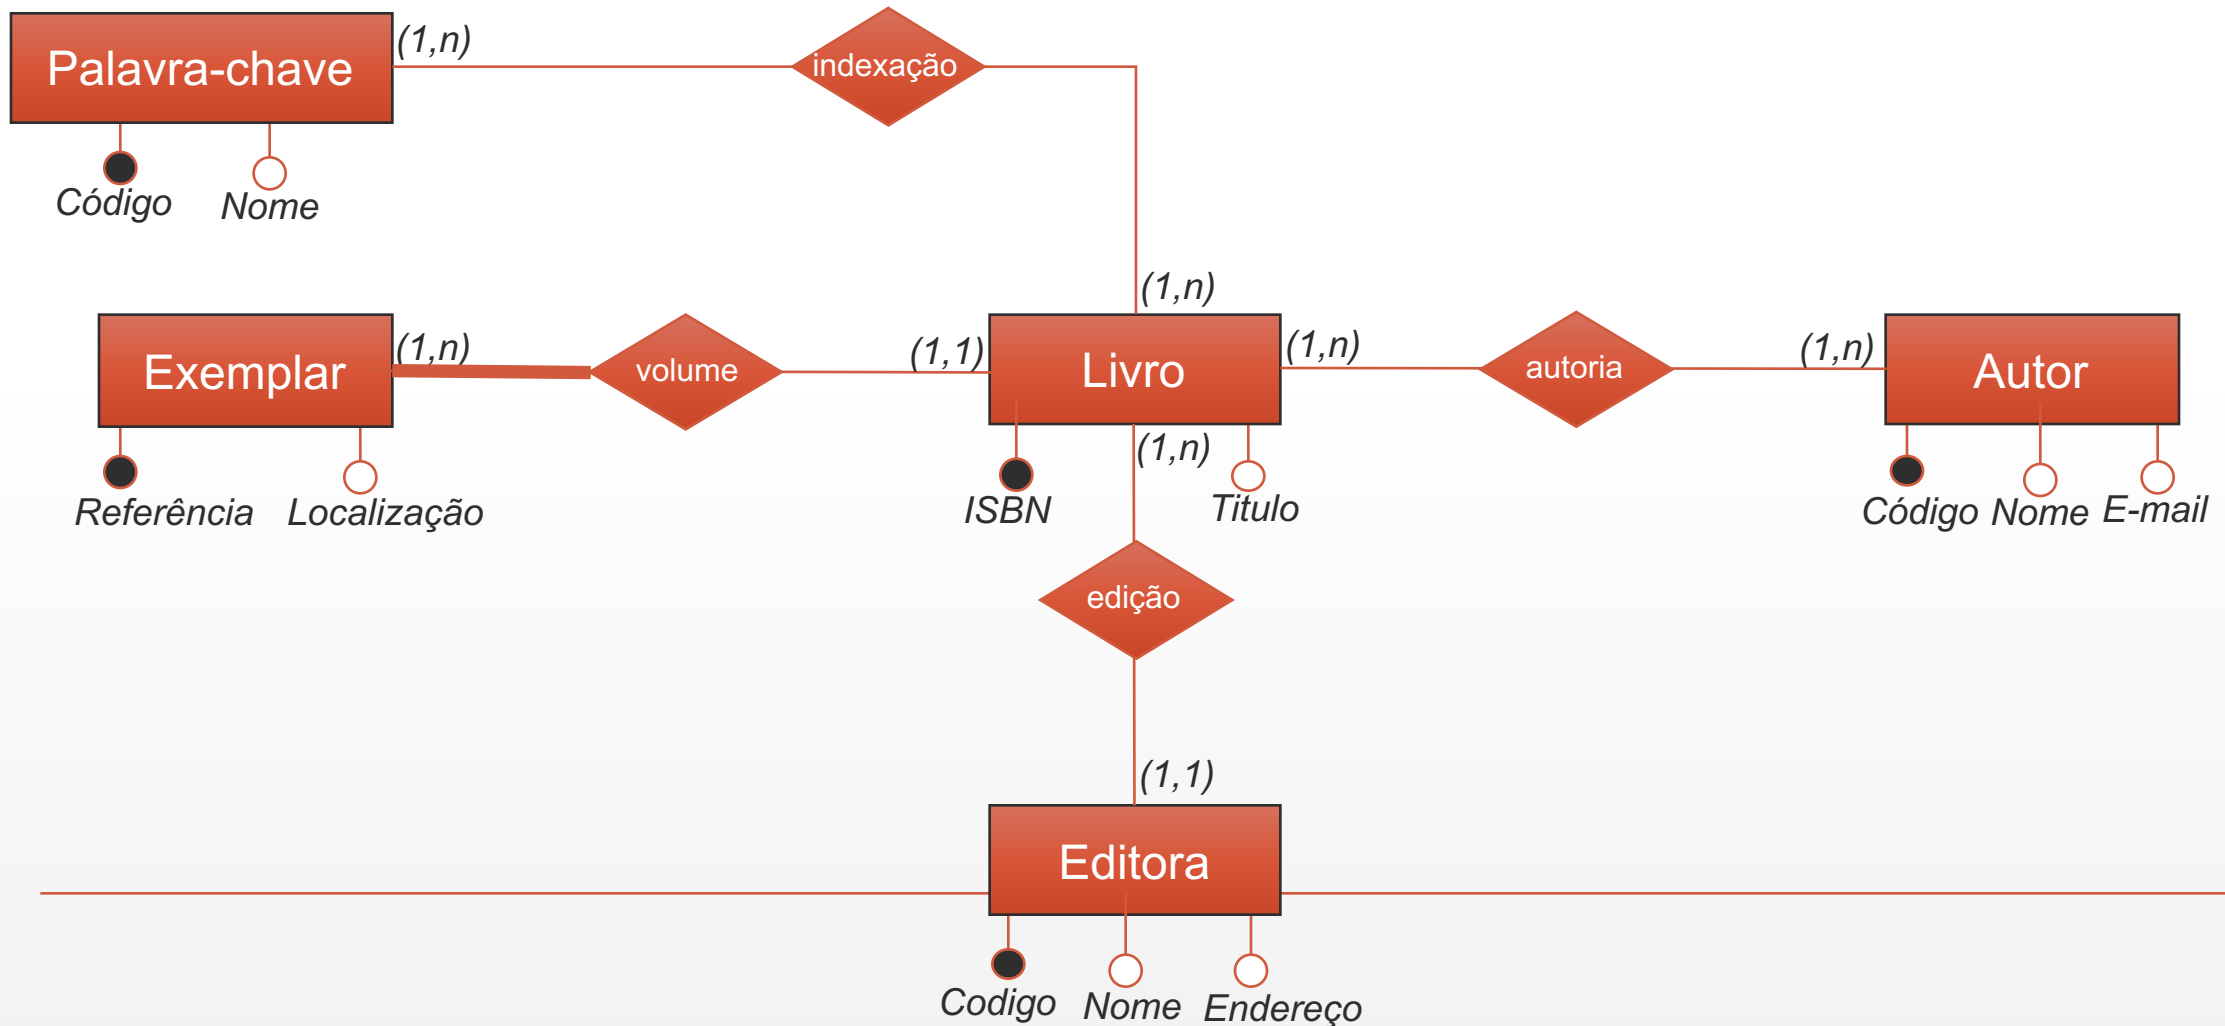 Palavra-chave
(1,n)
indexação
Código
Nome
(1,n)
Exemplar
(1,n)
volume
(1,1)
Livro
(1,n)
autoria
(1,n)
Autor
Referência
Localização
ISBN
(1,n)
Titulo
Código
Nome
E-mail
edição
(1,1)
Editora
Codigo
Nome
Endereço